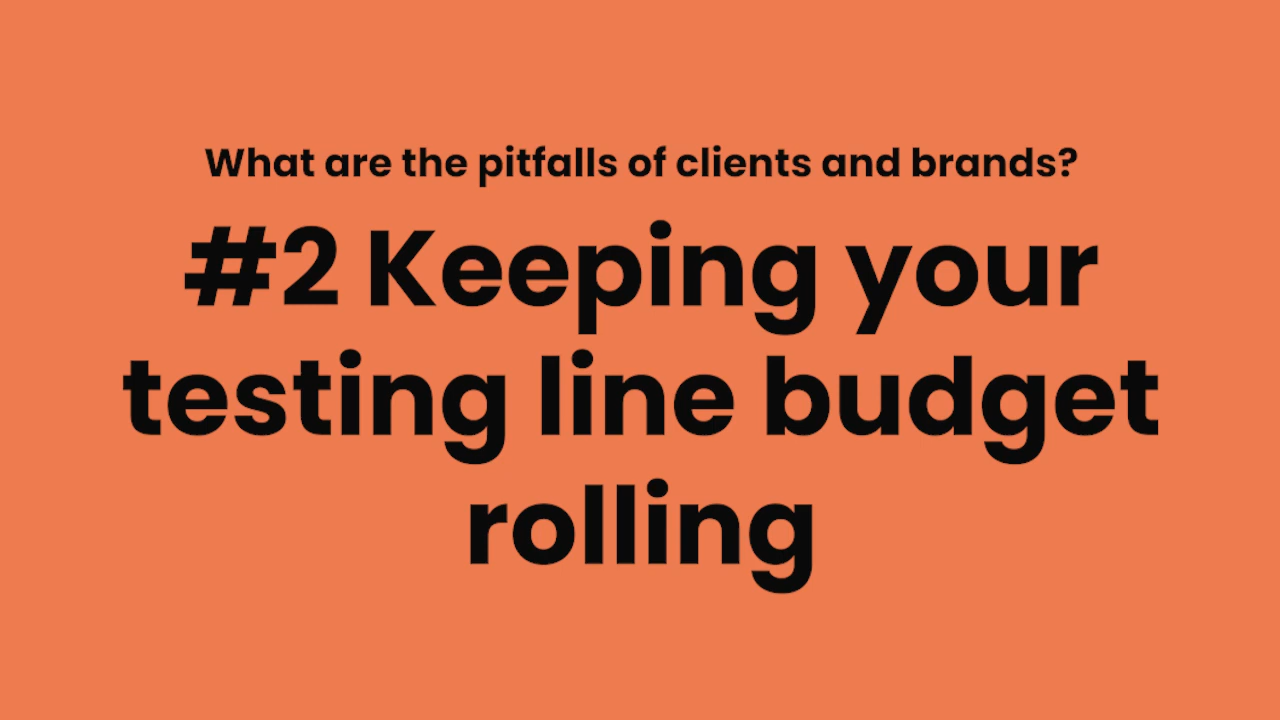 What are the pitfalls of clients and brands?
#2 Keeping your
testing line budget
rolling